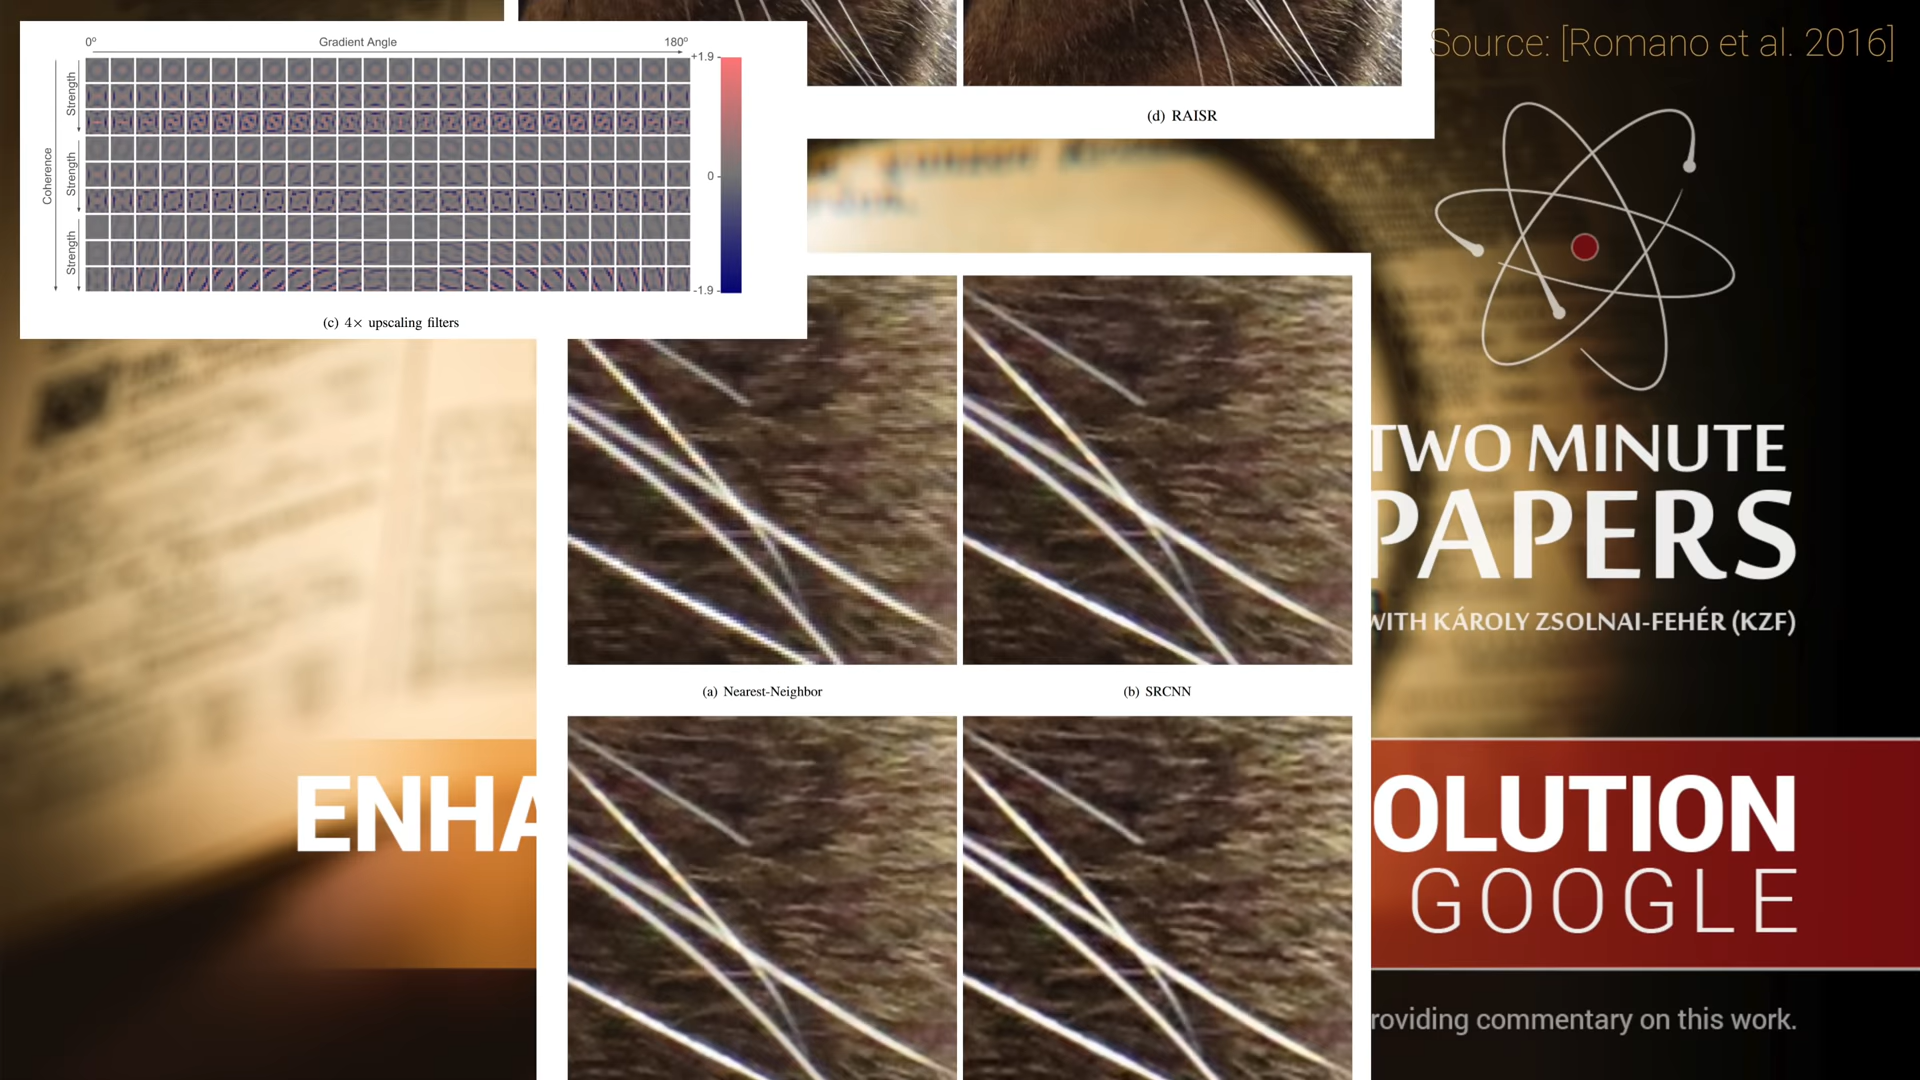 Source: [Romano et al. 2016]
0º
Gradient Angle
180º
Coherence
Strength
Strength
Strength
+1.9
0
-1.9
(c) 4× upscaling filters
(d) RAISR
TWO MINUTE
PAPERS
WITH KÁROLY ZSOLNAI-FEHÉR (KZF)
(a) Nearest-Neighbor
(b) SRCNN
ENHA
OLUTION
GOOGLE
roviding commentary on this work.